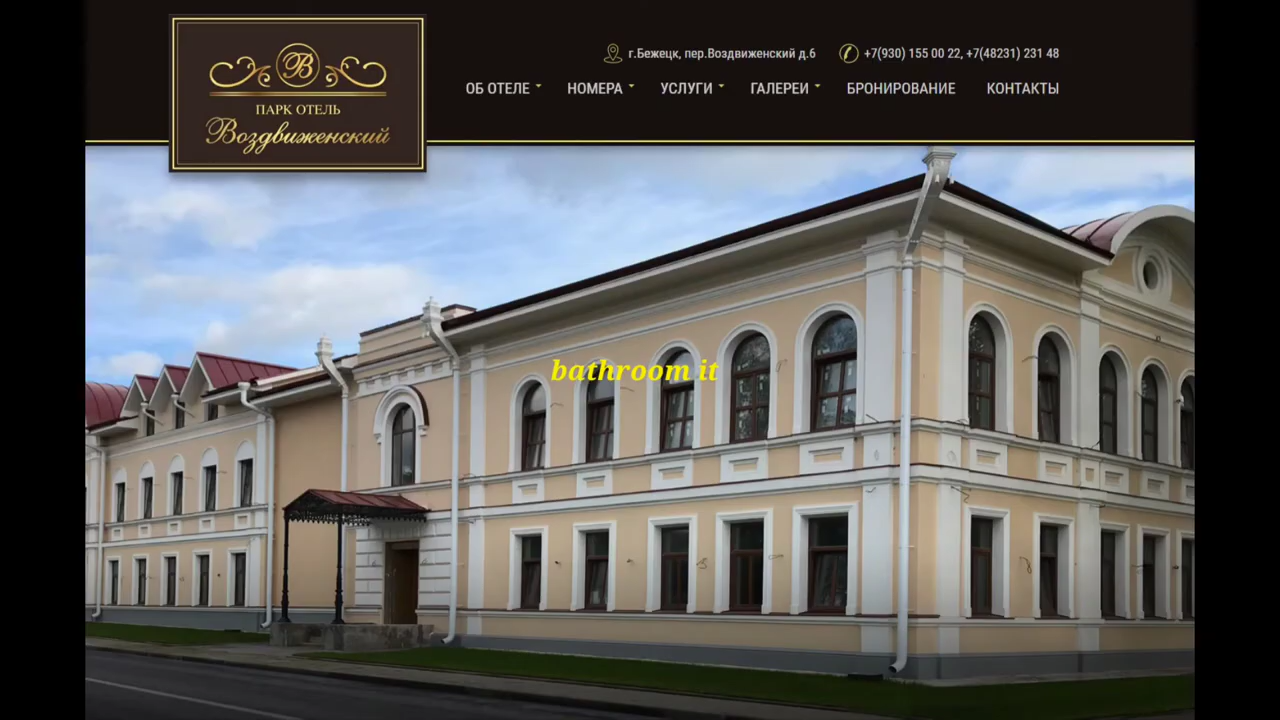 В
ПАРК ОТЕЛЬ
Воздвиженский
г.Бежецк, пер.Воздвиженский д.6 +7(930) 155 00 22, +7(48231) 231 48
ОБ ОТЕЛЕ НОМЕРА УСЛУГИ ГАЛЕРЕИ БРОНИРОВАНИЕ КОНТАКТЫ
bathroom it